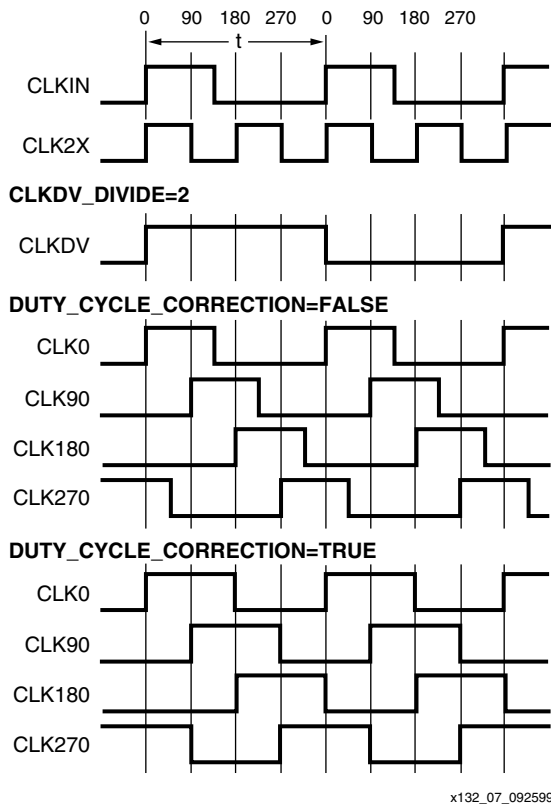 0 90 180 270 0 90 180 270
t
CLKIN
CLK2X
CLKDV_DIVIDE=2
CLKDV
DUTY_CYCLE_CORRECTION=FALSE
CLK0
CLK90
CLK180
CLK270
DUTY_CYCLE_CORRECTION=TRUE
CLK0
CLK90
CLK180
CLK270
x132_07_092599